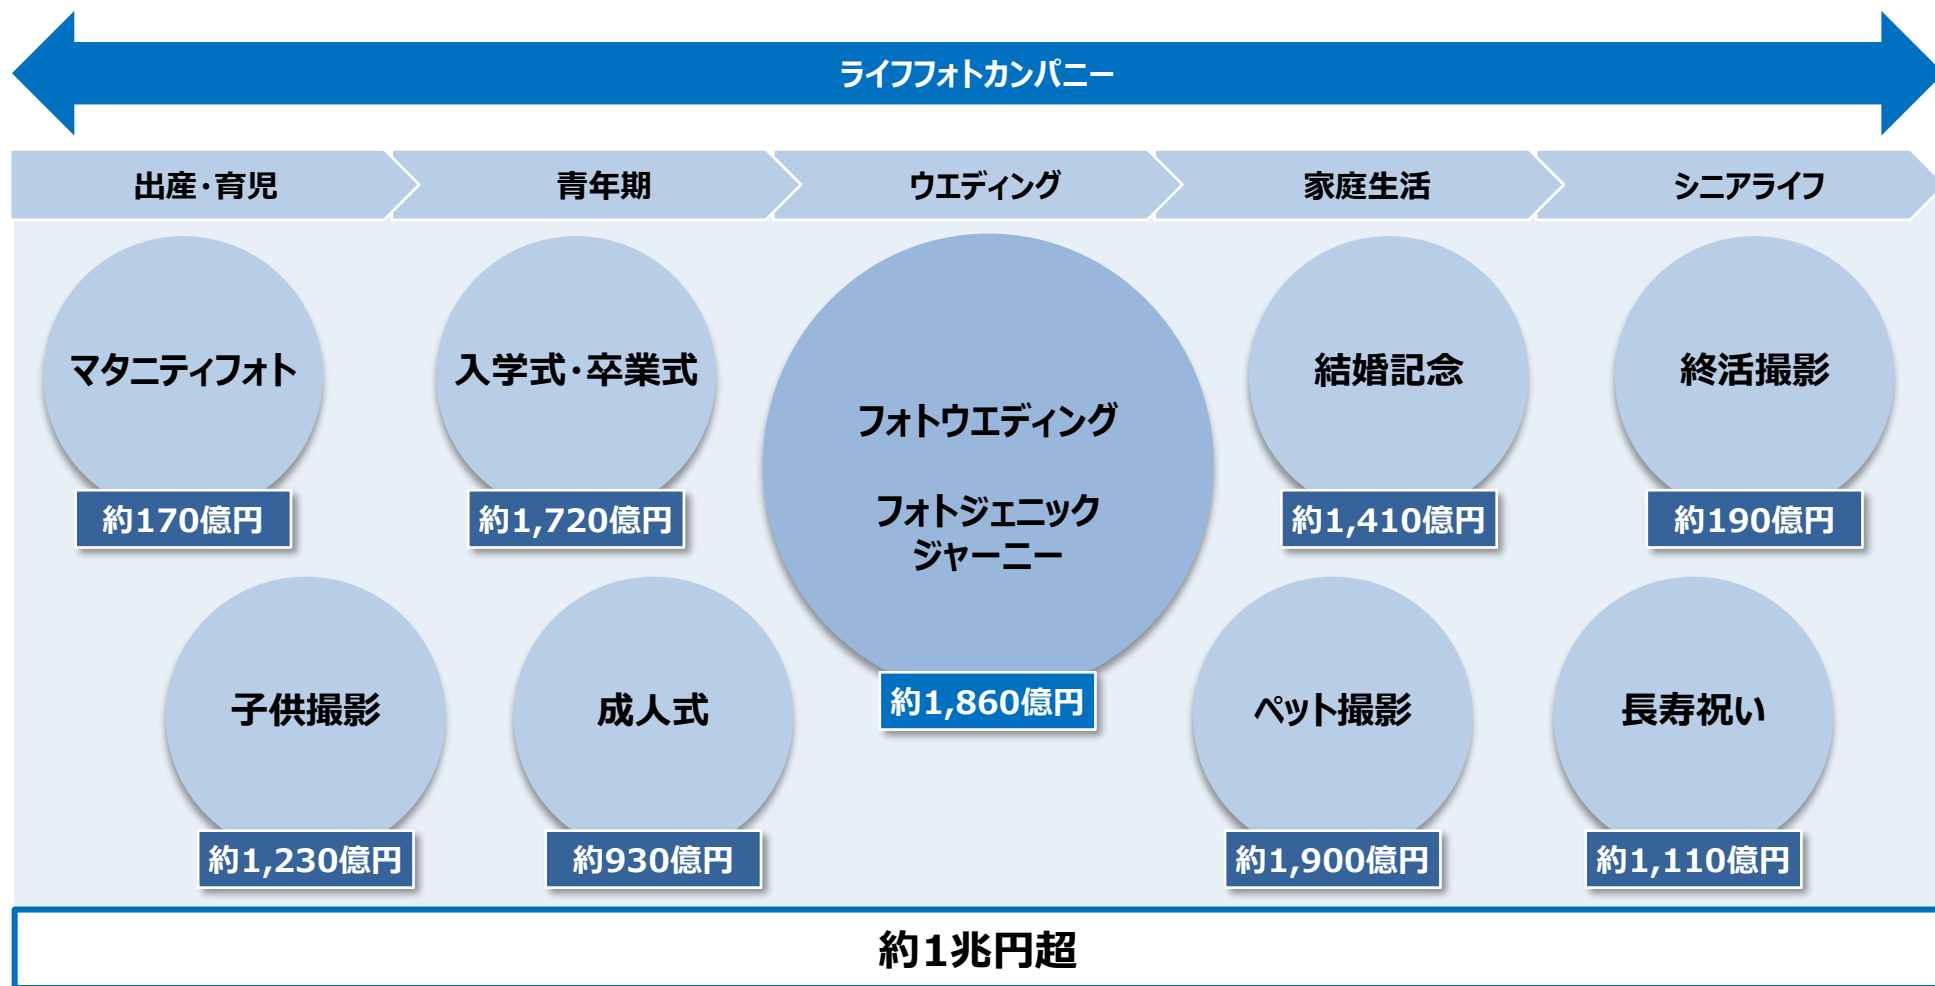 ライフフォトカンパニー
出産・育児
青年期
ウエディング
家庭生活
シニアライフ
マタニティフォト
約170億円
入学式・卒業式
約1,720億円
フォトウエディング
フォトジェニック
ジャーニー
約1,860億円
結婚記念
約1,410億円
終活撮影
約190億円
子供撮影
約1,230億円
成人式
約930億円
ペット撮影
約1,900億円
長寿祝い
約1,110億円
約1兆円超